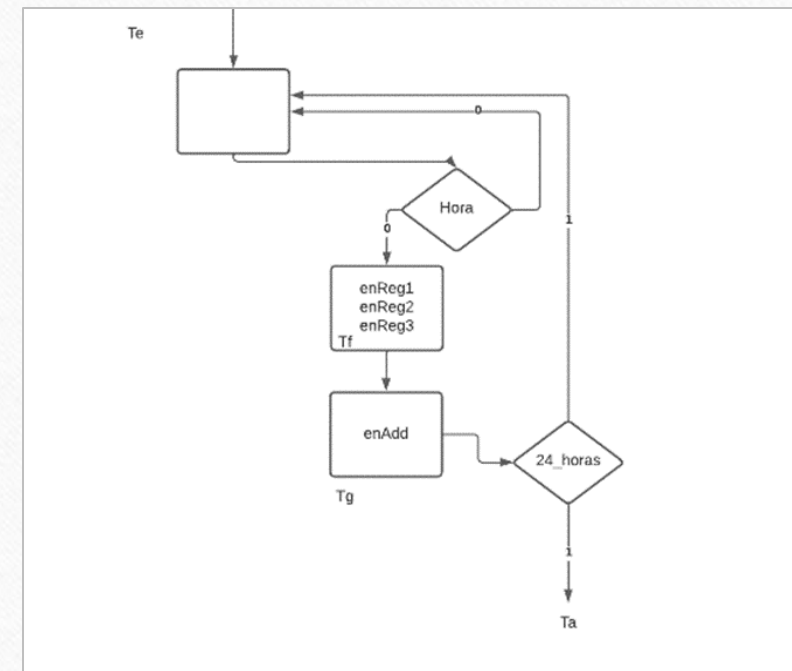 Te
0
Hora
1
0
enReg1
enReg2
enReg3
Tf
enAdd
24_horas
Tg
1
Ta